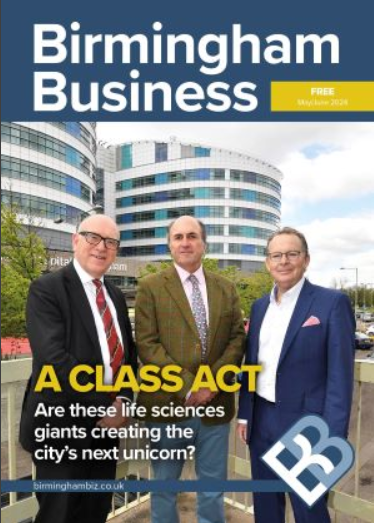 Birmingham
Business
FREE
May/June 2024
A CLASS ACT
Are these life sciences
giants creating the
city's next unicorn?
birminghambiz.co.uk